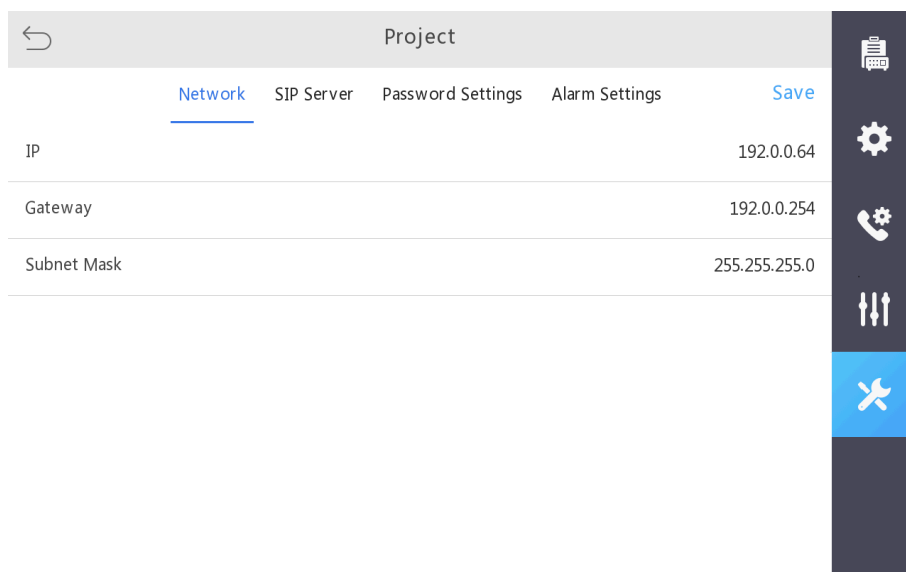 Project
Network SIP Server Password Settings Alarm Settings Save
IP 192.0.0.64
Gateway 192.0.0.254
Subnet Mask 255.255.255.0